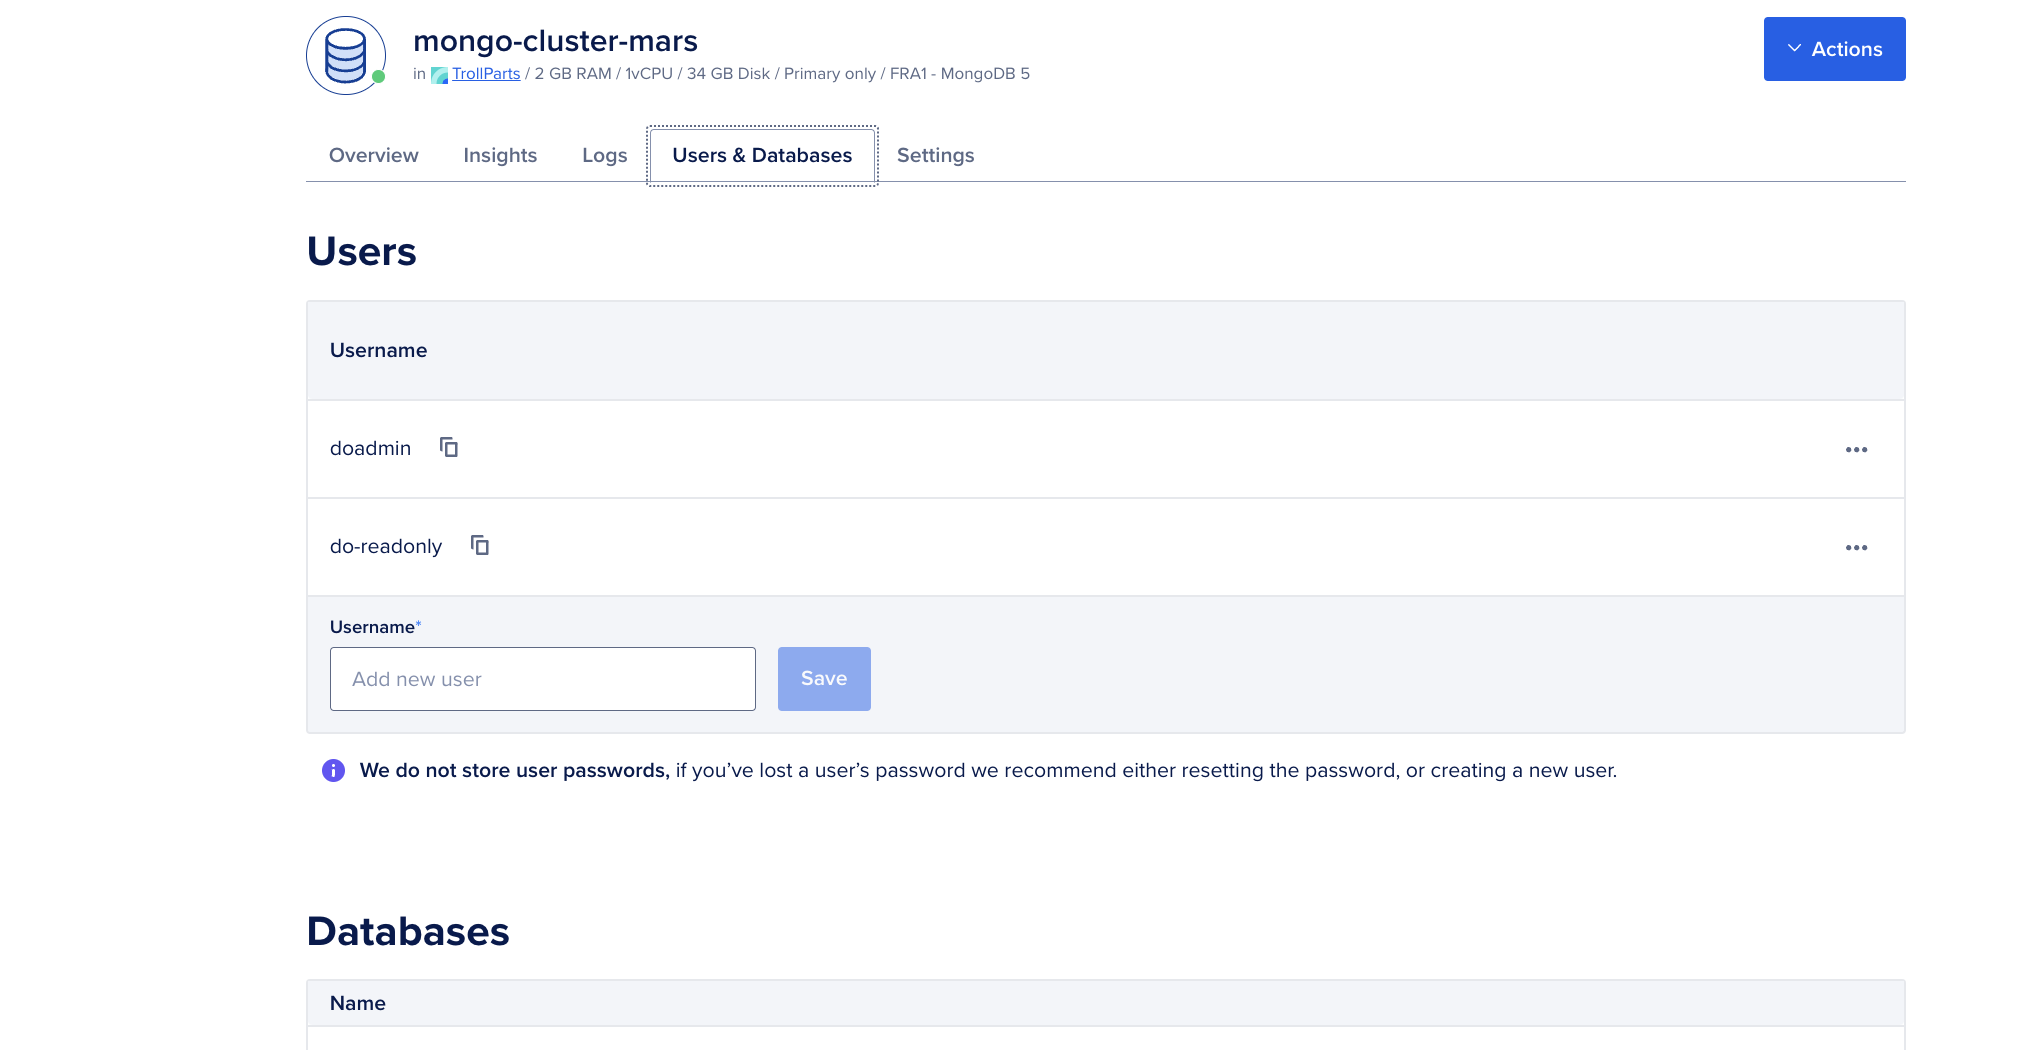 mongo-cluster-mars
in TrollParts / 2 GB RAM / 1vCPU / 34 GB Disk / Primary only / FRA1 - MongoDB 5
Actions
Overview Insights Logs Users & Databases Settings
Users
Username
doadmin
do-readonly
Username*
Add new user Save
We do not store user passwords, if you’ve lost a user’s password we recommend either resetting the password, or creating a new user.
Databases
Name